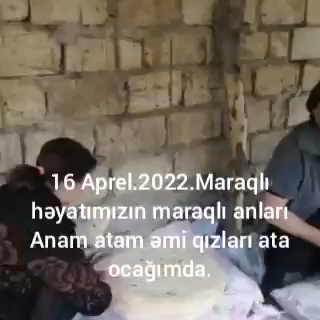 16 Aprel.2022.Maraqlı
həyatımızın maraqlı anları
Anam atam əmi qızları ata
ocağımda.